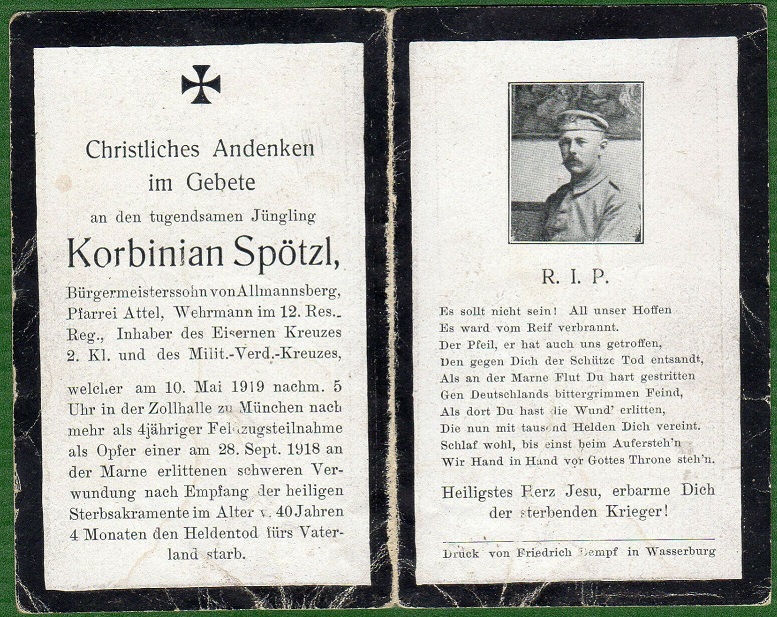 Christliches Andenken
im Gebete
an den tugendsamen Jüngling
Korbinian Spötzl,
Bürgermeisterssohn von Allmannsberg,
Pfarrei Attel, Wehrmann im 12. Res.-
Reg., Inhaber des Eisernen Kreuzes
2. Kl. und des Milit.-Verd.-Kreuzes,
welcher am 10. Mai 1919 nachm. 5
Uhr in der Zollhalle zu München nach
mehr als 4jähriger Feldzugsteilnahme
als Opfer einer am 28. Sept. 1918 an
der Marne erlittenen schweren Ver-
wundung nach Empfang der heiligen
Sterbsakramente im Alter v. 40 Jahren
4 Monaten den Heldentod fürs Vater-
land starb.
R. I. P.
Es sollt nicht sein! All unser Hoffen
Es ward vom Reif verbrannt.
Der Pfeil, er hat auch uns getroffen,
Den gegen Dich der Schütze Tod entsandt,
Als an der Marne Flut Du hart gestritten
Gen Deutschlands bittergrimmen Feind,
Als dort Du hast die Wund' erlitten,
Die nun mit tausend Helden Dich vereint.
Schlaf wohl, bis einst beim Aufersteh'n
Wir Hand in Hand vor Gottes Throne steh'n.
Heiligstes Herz Jesu, erbarme Dich
der sterbenden Krieger!
Druck von Friedrich Dempf in Wasserburg